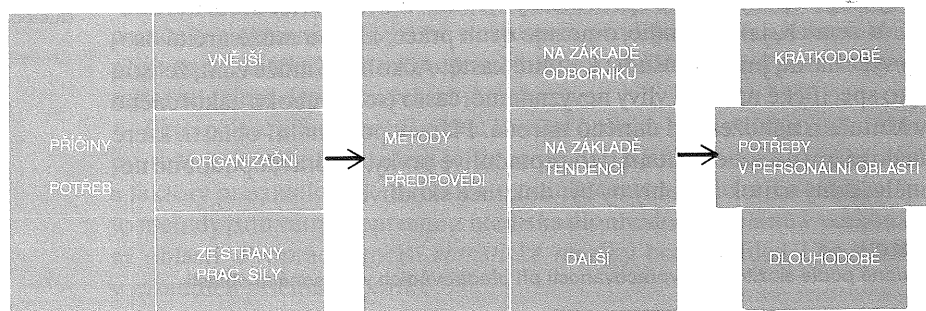 PŘÍČINY
POTŘEB
VNĚJŠÍ
ORGANIZAČNÍ
ZE STRANY
PRAC. SÍLY
METODY
PŘEDPOVĚDI
NA ZÁKLADĚ
ODBORNÍKŮ
NA ZÁKLADĚ
TENDENCÍ
DALŠÍ
KRÁTKODOBÉ
POTŘEBY
V PERSONÁLNÍ OBLASTI
DLOUHODOBÉ